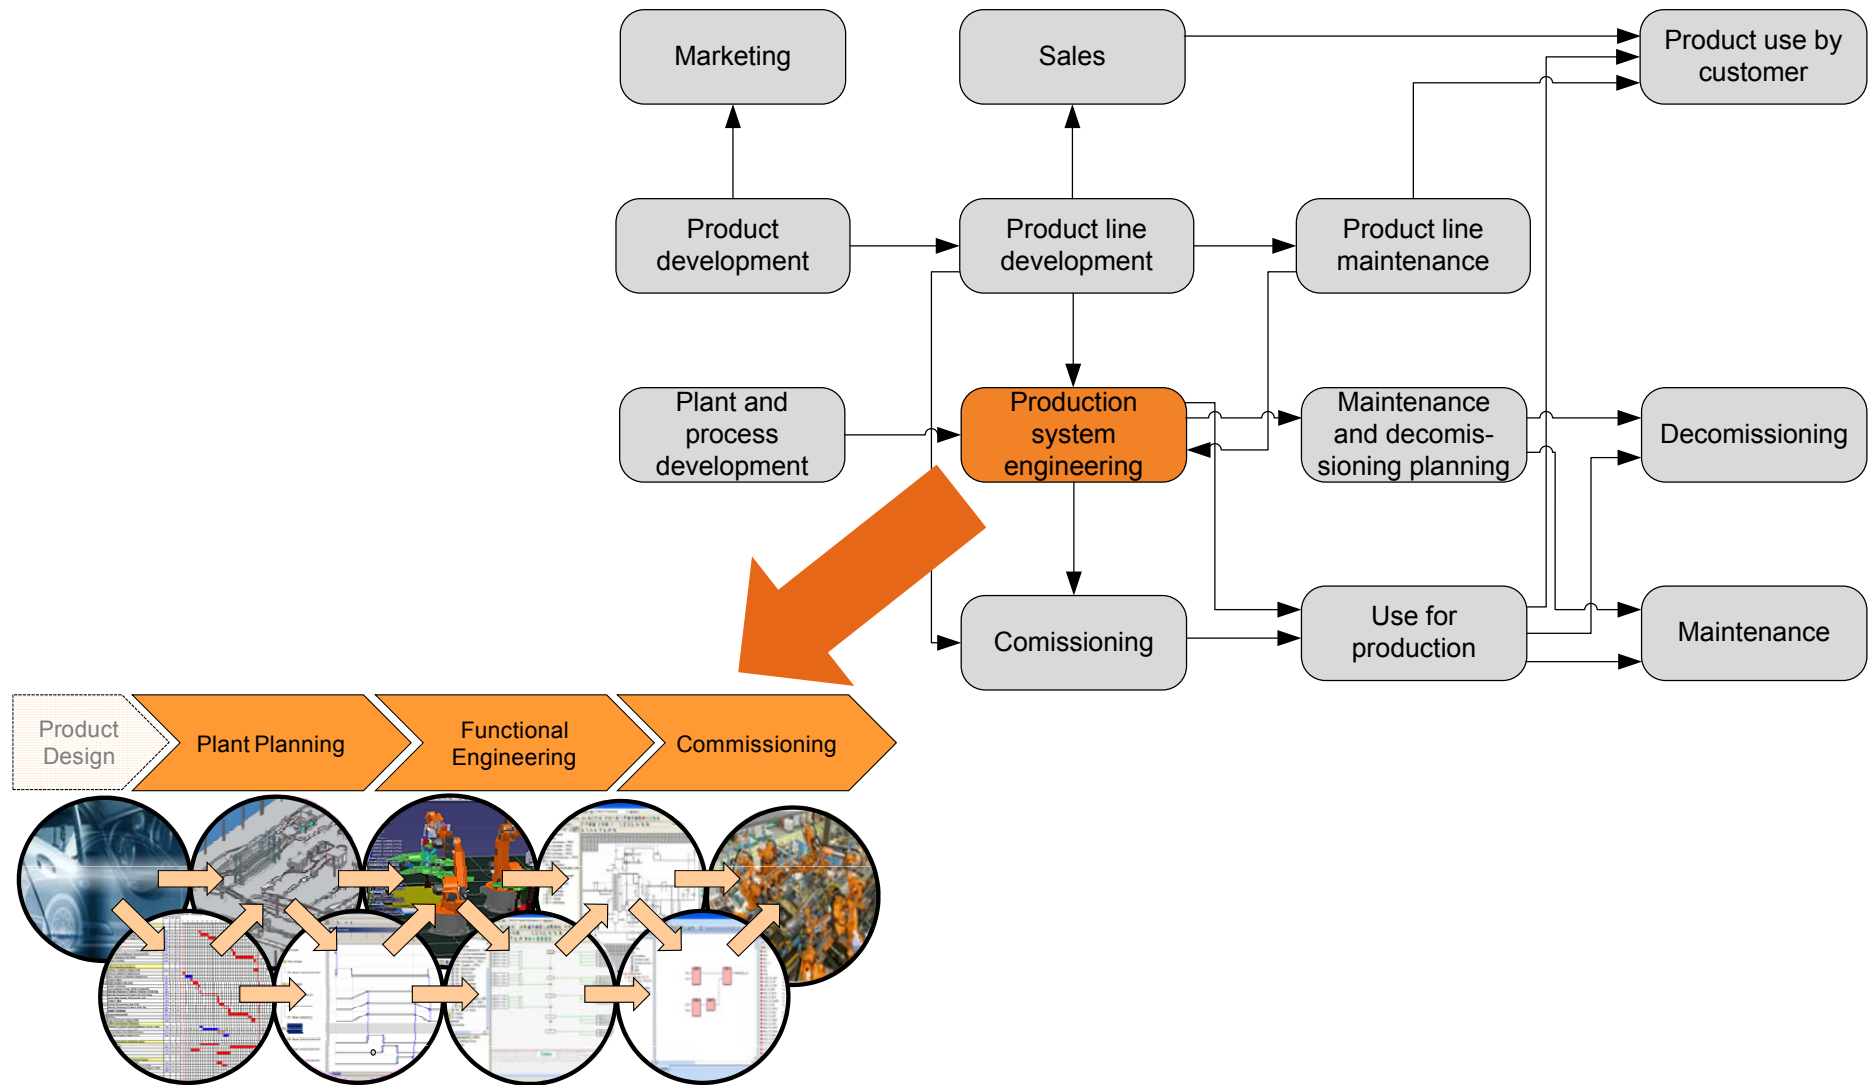 Marketing
Sales
Product use by
customer
Product
development
Product line
development
Product line
maintenance
Plant and
process
development
Production
system
engineering
Maintenance
and decomis-
sioning planning
Decomissioning
Comissioning
Use for
production
Maintenance
Product
Design
Plant Planning
Functional
Engineering
Commissioning